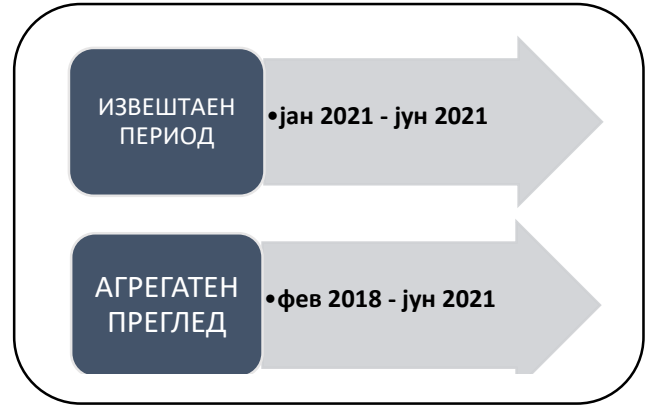 ИЗВЕШТАЕН
ПЕРИОД
•јан 2021 - јун 2021
АГРЕГАТЕН
ПРЕГЛЕД
•фев 2018 - јун 2021